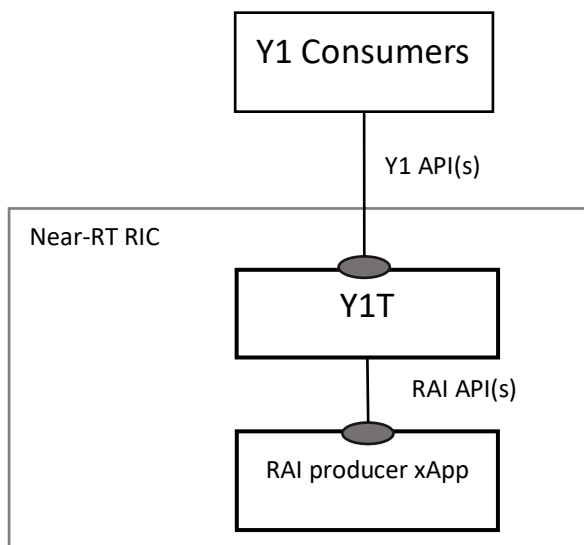 Y1 Consumers
Y1 API(s)
Near-RT RIC
Y1T
RAI API(s)
RAI producer xApp